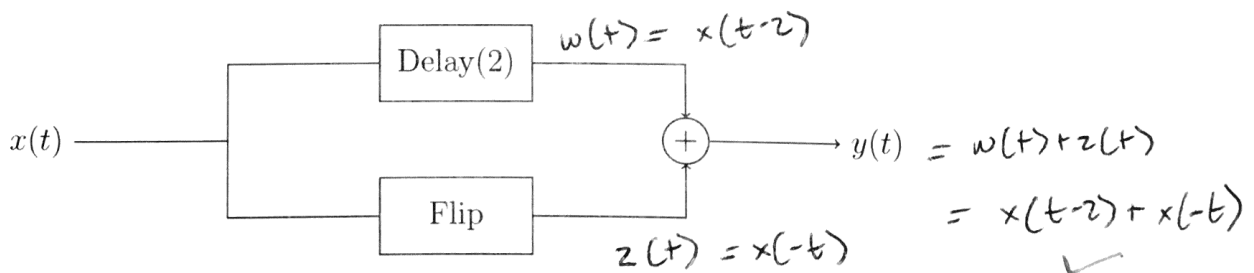 w(t) = x(t-2)
Delay(2)
x(t)
+
y(t) = w(t)+z(t)
= x(t-2)+x(-t)
Flip
z(t) = x(-t)